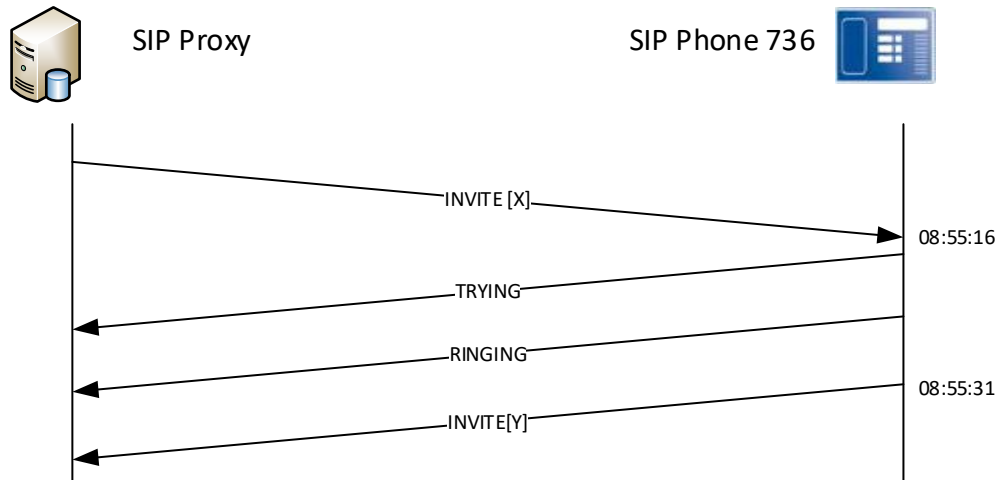 SIP Proxy
SIP Phone 736
INVITE [X]
08:55:16
TRYING
RINGING
08:55:31
INVITE[Y]